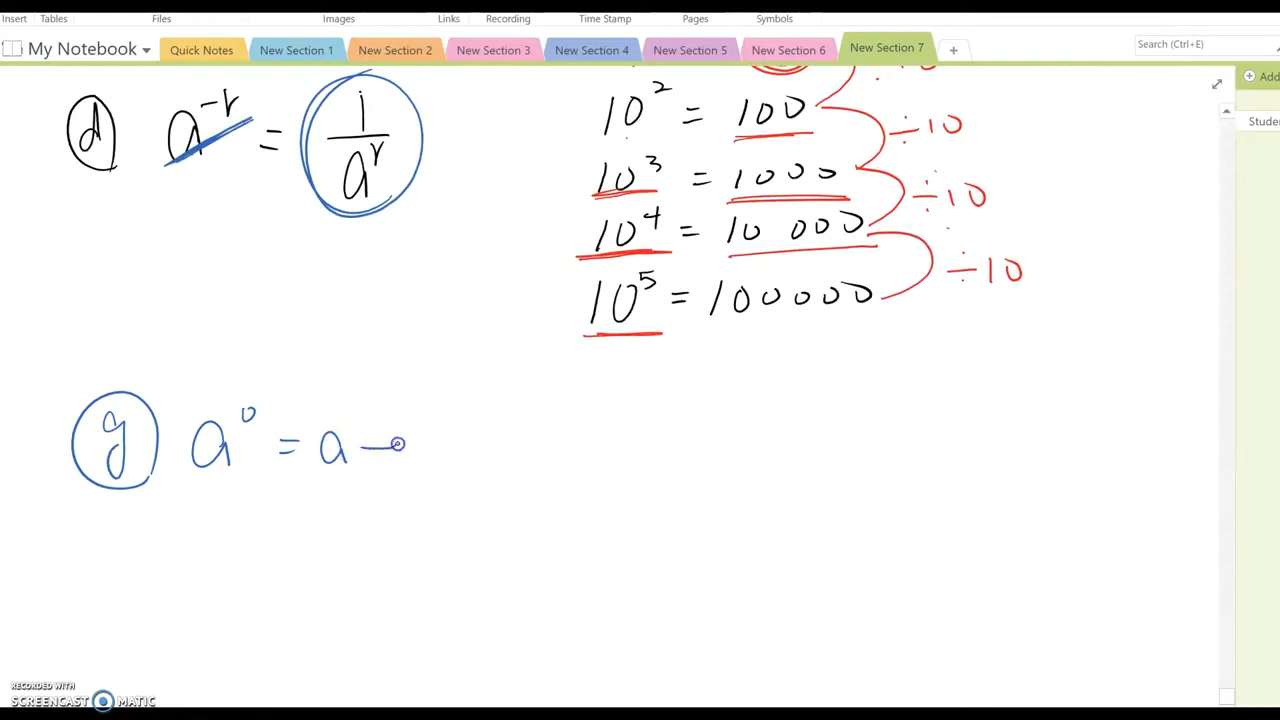 Insert Tables Files Images Links Recording Time Stamp Pages Symbols
My Notebook Quick Notes New Section 1 New Section 2 New Section 3 New Section 4 New Section 5 New Section 6 New Section 7 + Search (Ctrl+E)
Add
Studen
(d) a^-r = 1/a^r
10^2 = 100 ÷10
10^3 = 1000 ÷10
10^4 = 10 000
10^5 = 100000 ÷10
(g) a^0 = a —
RECORDED WITH
SCREENCAST MATIC